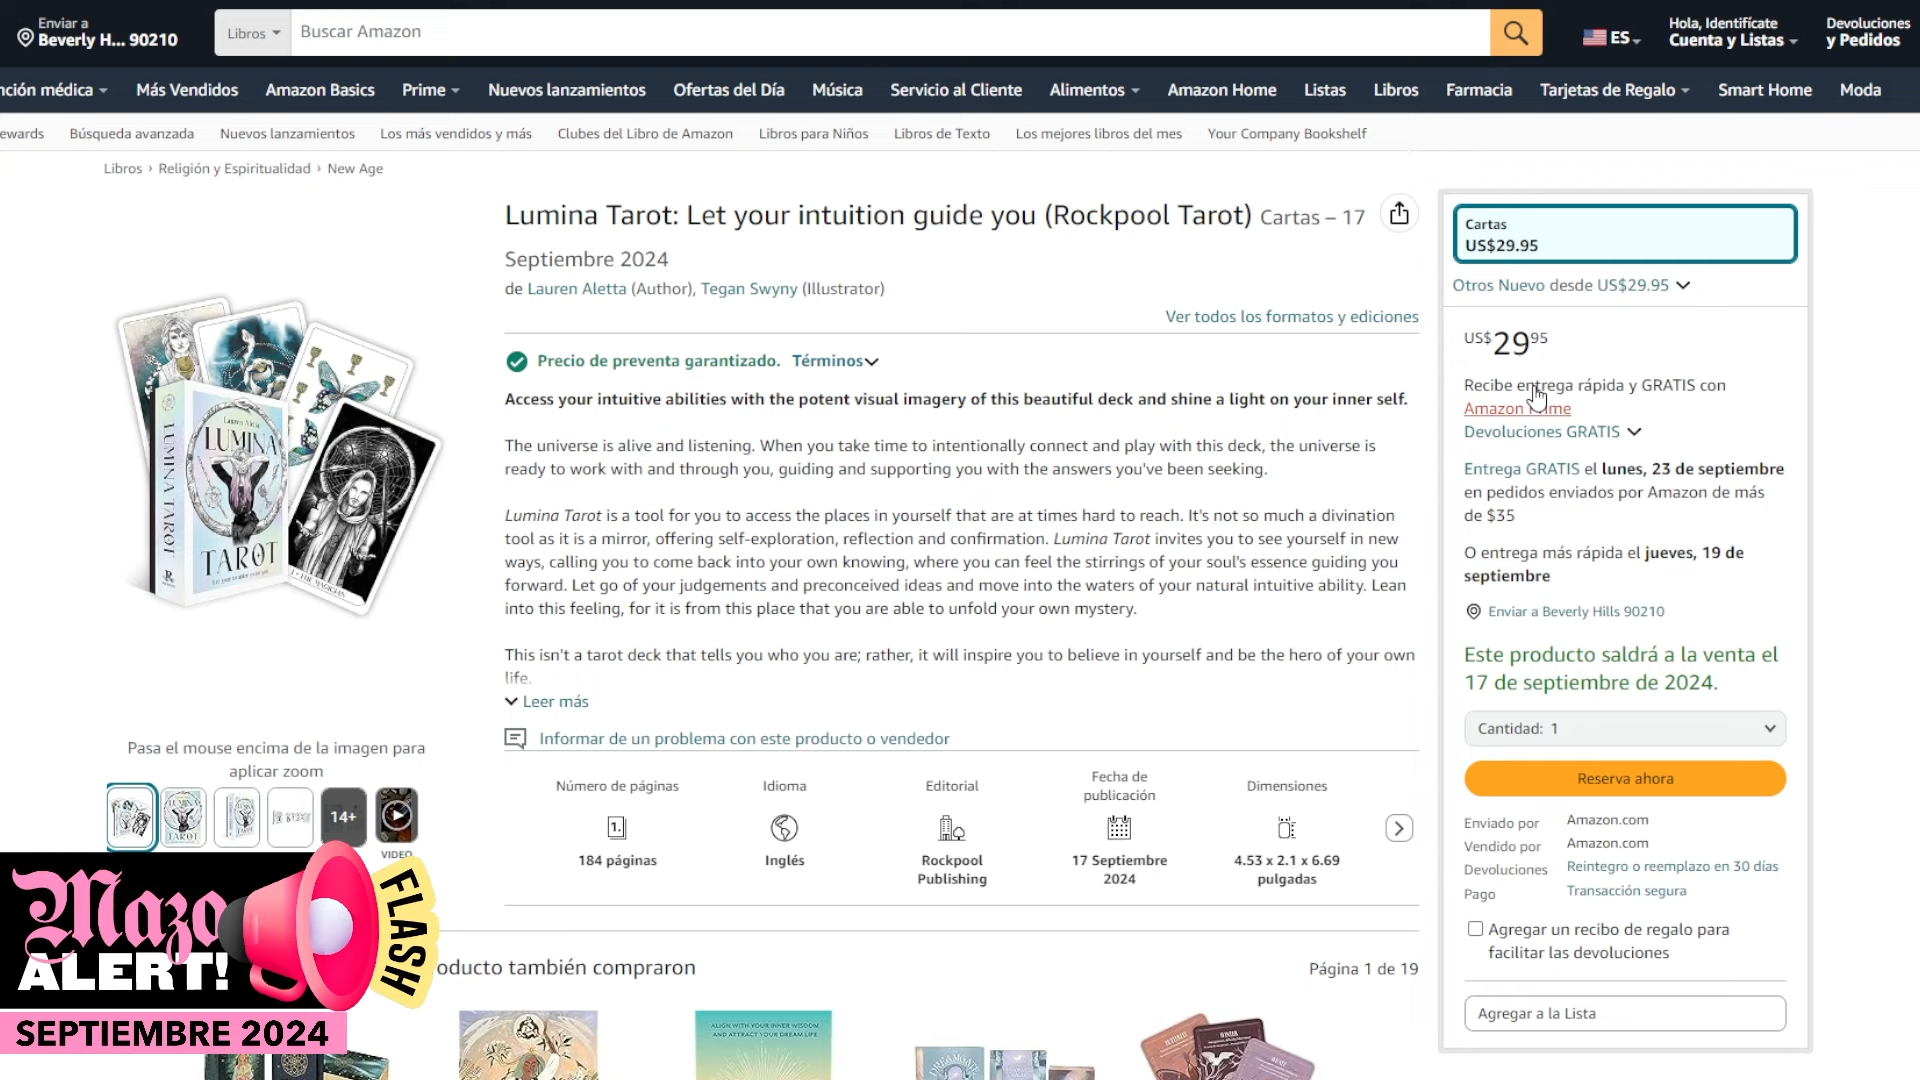 Enviar a
Beverly H... 90210
Libros
Buscar Amazon
ES
Hola, Identifícate
Cuenta y Listas
Devoluciones
y Pedidos
nción médica
Más Vendidos
Amazon Basics
Prime
Nuevos lanzamientos
Ofertas del Día
Música
Servicio al Cliente
Alimentos
Amazon Home
Listas
Libros
Farmacia
Tarjetas de Regalo
Smart Home
Moda
ewards
Búsqueda avanzada
Nuevos lanzamientos
Los más vendidos y más
Clubes del Libro de Amazon
Libros para Niños
Libros de Texto
Los mejores libros del mes
Your Company Bookshelf
Libros › Religión y Espiritualidad › New Age
Lumina Tarot: Let your intuition guide you (Rockpool Tarot) Cartas – 17
Septiembre 2024
de Lauren Aletta (Author), Tegan Swyny (Illustrator)
Ver todos los formatos y ediciones
Precio de preventa garantizado. Términos
Access your intuitive abilities with the potent visual imagery of this beautiful deck and shine a light on your inner self.
The universe is alive and listening. When you take time to intentionally connect and play with this deck, the universe is
ready to work with and through you, guiding and supporting you with the answers you've been seeking.
Lumina Tarot is a tool for you to access the places in yourself that are at times hard to reach. It's not so much a divination
tool as it is a mirror, offering self-exploration, reflection and confirmation. Lumina Tarot invites you to see yourself in new
ways, calling you to come back into your own knowing, where you can feel the stirrings of your soul's essence guiding you
forward. Let go of your judgements and preconceived ideas and move into the waters of your natural intuitive ability. Lean
into this feeling, for it is from this place that you are able to unfold your own mystery.
This isn't a tarot deck that tells you who you are; rather, it will inspire you to believe in yourself and be the hero of your own
life.
Leer más
Informar de un problema con este producto o vendedor
Número de páginas
1.
184 páginas
Idioma
Inglés
Editorial
Rockpool
Publishing
Fecha de
publicación
17 Septiembre
2024
Dimensiones
4.53 x 2.1 x 6.69
pulgadas
Lauren Aletta
LUMINA
TAROT
LUMINA TAROT
I • THE MAGICIAN
Pasa el mouse encima de la imagen para
aplicar zoom
14+
VIDEO
Mazo
ALERT!
FLASH
SEPTIEMBRE 2024
oducto también compraron
Página 1 de 19
ALIGN WITH YOUR INNER WISDOM
AND ATTRACT YOUR DREAM LIFE
Cartas
US$29.95
Otros Nuevo desde US$29.95
US$29 95
Recibe entrega rápida y GRATIS con
Amazon Prime
Devoluciones GRATIS
Entrega GRATIS el lunes, 23 de septiembre
en pedidos enviados por Amazon de más
de $35
O entrega más rápida el jueves, 19 de
septiembre
Enviar a Beverly Hills 90210
Este producto saldrá a la venta el
17 de septiembre de 2024.
Cantidad: 1
Reserva ahora
Enviado por Amazon.com
Vendido por Amazon.com
Devoluciones Reintegro o reemplazo en 30 días
Pago Transacción segura
Agregar un recibo de regalo para
facilitar las devoluciones
Agregar a la Lista